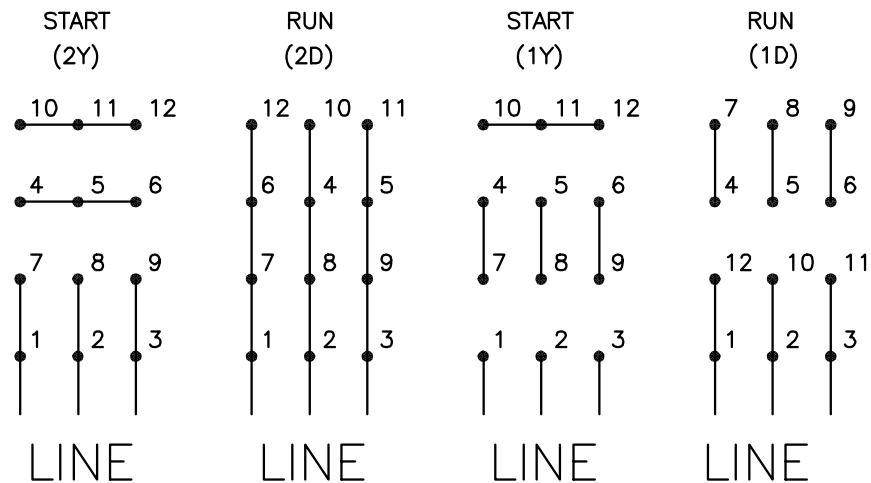 START RUN START RUN
(2Y) (2D) (1Y) (1D)
10 11 12 12 10 11 10 11 12 7 8 9
4 5 6 6 4 5 4 5 6 4 5 6
7 8 9 7 8 9 7 8 9 12 10 11
1 2 3 1 2 3 1 2 3 1 2 3
LINE LINE LINE LINE